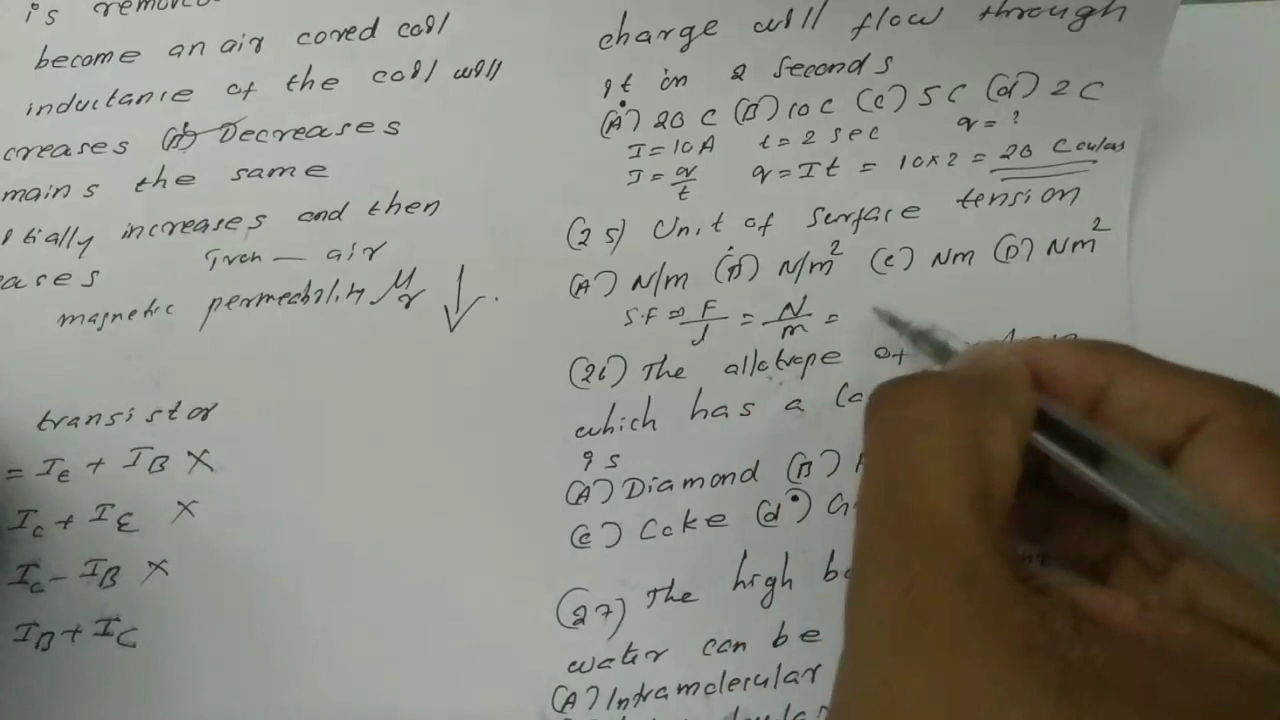 is
become an air cored coil
inductance of the coil will
creases (B) Decreases
mains the same
tially increases and then
eases Iron — air
magnetic permeability μr ↓.
transistor
= Ie + IB X
Ic + IE X
Ic - IB X
IB + Ic
charge will flow through
it in 2 seconds
(A) 20 C (B) 10 C (C) 5 C (d) 2 C
I = 10A t = 2 sec q = ?
I = q/t q = It = 10 x 2 = 20 Coulas
(25) Unit of surface tension
(A) N/m (B) N/m² (C) Nm (D) Nm²
S.F => F/l = N/m =
(26) The allotrope of
which has a
is
(A) Diamond (B)
(C) Coke (d)
(27) The high
water can be
(A) Intramolecular